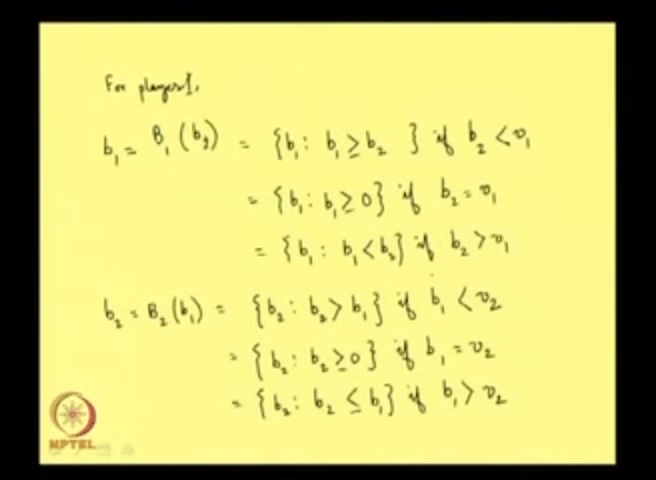 For player 1,
b₁ = B₁(b₂) = {b₁ : b₁ ≥ b₂ } if b₂ < v₁
= {b₁ : b₁ ≥ 0} if b₂ = v₁
= {b₁ : b₁ < b₂} if b₂ > v₁
b₂ = B₂(b₁) = {b₂ : b₂ > b₁} if b₁ < v₂
= {b₂ : b₂ ≥ 0} if b₁ = v₂
= {b₂ : b₂ ≤ b₁} if b₁ > v₂
NPTEL